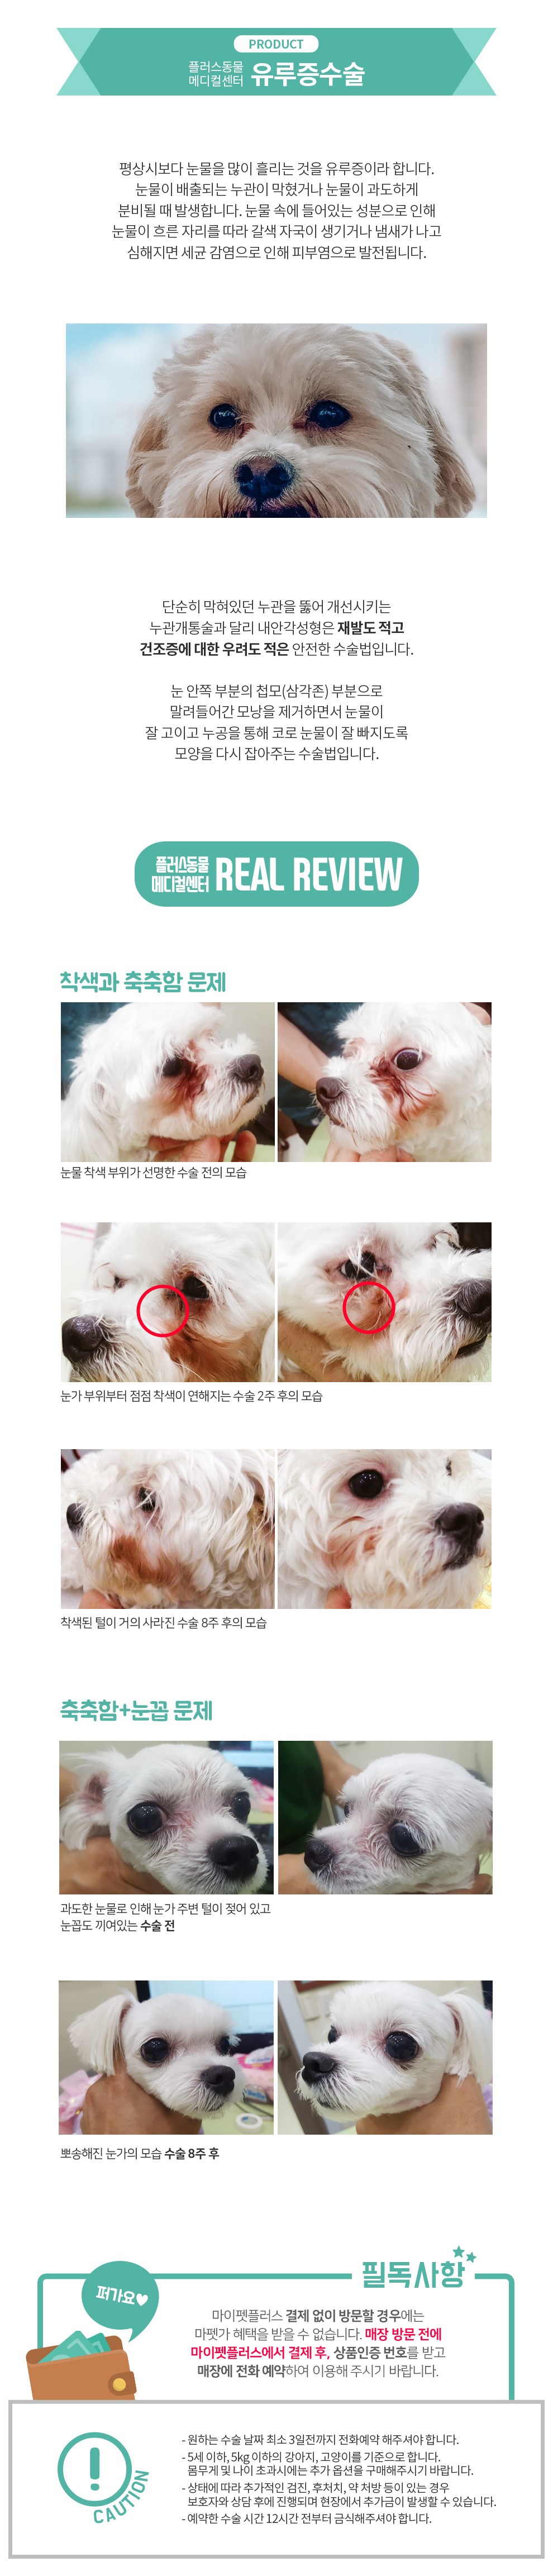 PRODUCT
플러스동물
메디컬센터 유루증수술
평상시보다 눈물을 많이 흘리는 것을 유루증이라 합니다.
눈물이 배출되는 누관이 막혔거나 눈물이 과도하게
분비될 때 발생합니다. 눈물 속에 들어있는 성분으로 인해
눈물이 흐른 자리를 따라 갈색 자국이 생기거나 냄새가 나고
심해지면 세균 감염으로 인해 피부염으로 발전됩니다.
단순히 막혀있던 누관을 뚫어 개선시키는
누관개통술과 달리 내안각성형은 재발도 적고
건조증에 대한 우려도 적은 안전한 수술법입니다.
눈 안쪽 부분의 첩모(삼각존) 부분으로
말려들어간 모낭을 제거하면서 눈물이
잘 고이고 누공을 통해 코로 눈물이 잘 빠지도록
모양을 다시 잡아주는 수술법입니다.
플러스동물
메디컬센터 REAL REVIEW
착색과 축축함 문제
눈물 착색 부위가 선명한 수술 전의 모습
눈가 부위부터 점점 착색이 연해지는 수술 2주 후의 모습
착색된 털이 거의 사라진 수술 8주 후의 모습
축축함+눈꼽 문제
과도한 눈물로 인해 눈가 주변 털이 젖어 있고
눈꼽도 끼여있는 수술 전
뽀송해진 눈가의 모습 수술 8주 후
퍼가요♥
필독사항
마이펫플러스 결제 없이 방문할 경우에는
마펫가 혜택을 받을 수 없습니다. 매장 방문 전에
마이펫플러스에서 결제 후, 상품인증 번호를 받고
매장에 전화 예약하여 이용해 주시기 바랍니다.
CAUTION
- 원하는 수술 날짜 최소 3일전까지 전화예약 해주셔야 합니다.
- 5세 이하, 5kg 이하의 강아지, 고양이를 기준으로 합니다.
몸무게 및 나이 초과시에는 추가 옵션을 구매해주시기 바랍니다.
- 상태에 따라 추가적인 검진, 후처치, 약 처방 등이 있는 경우
보호자와 상담 후에 진행되며 현장에서 추가금이 발생할 수 있습니다.
- 예약한 수술 시간 12시간 전부터 금식해주셔야 합니다.